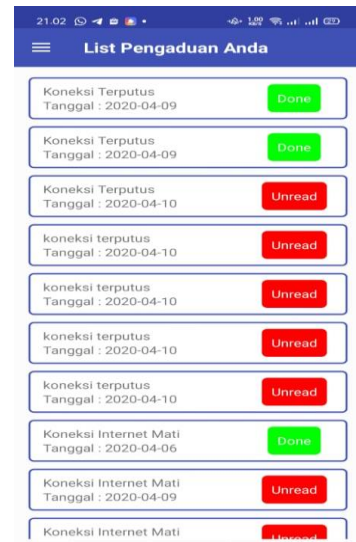 21.02
List Pengaduan Anda
Koneksi Terputus
Tanggal : 2020-04-09
Done
Koneksi Terputus
Tanggal : 2020-04-09
Done
Koneksi Terputus
Tanggal : 2020-04-10
Unread
koneksi terputus
Tanggal : 2020-04-10
Unread
koneksi terputus
Tanggal : 2020-04-10
Unread
koneksi terputus
Tanggal : 2020-04-10
Unread
koneksi terputus
Tanggal : 2020-04-10
Unread
Koneksi Internet Mati
Tanggal : 2020-04-06
Done
Koneksi Internet Mati
Tanggal : 2020-04-09
Unread
Koneksi Internet Mati
Unread